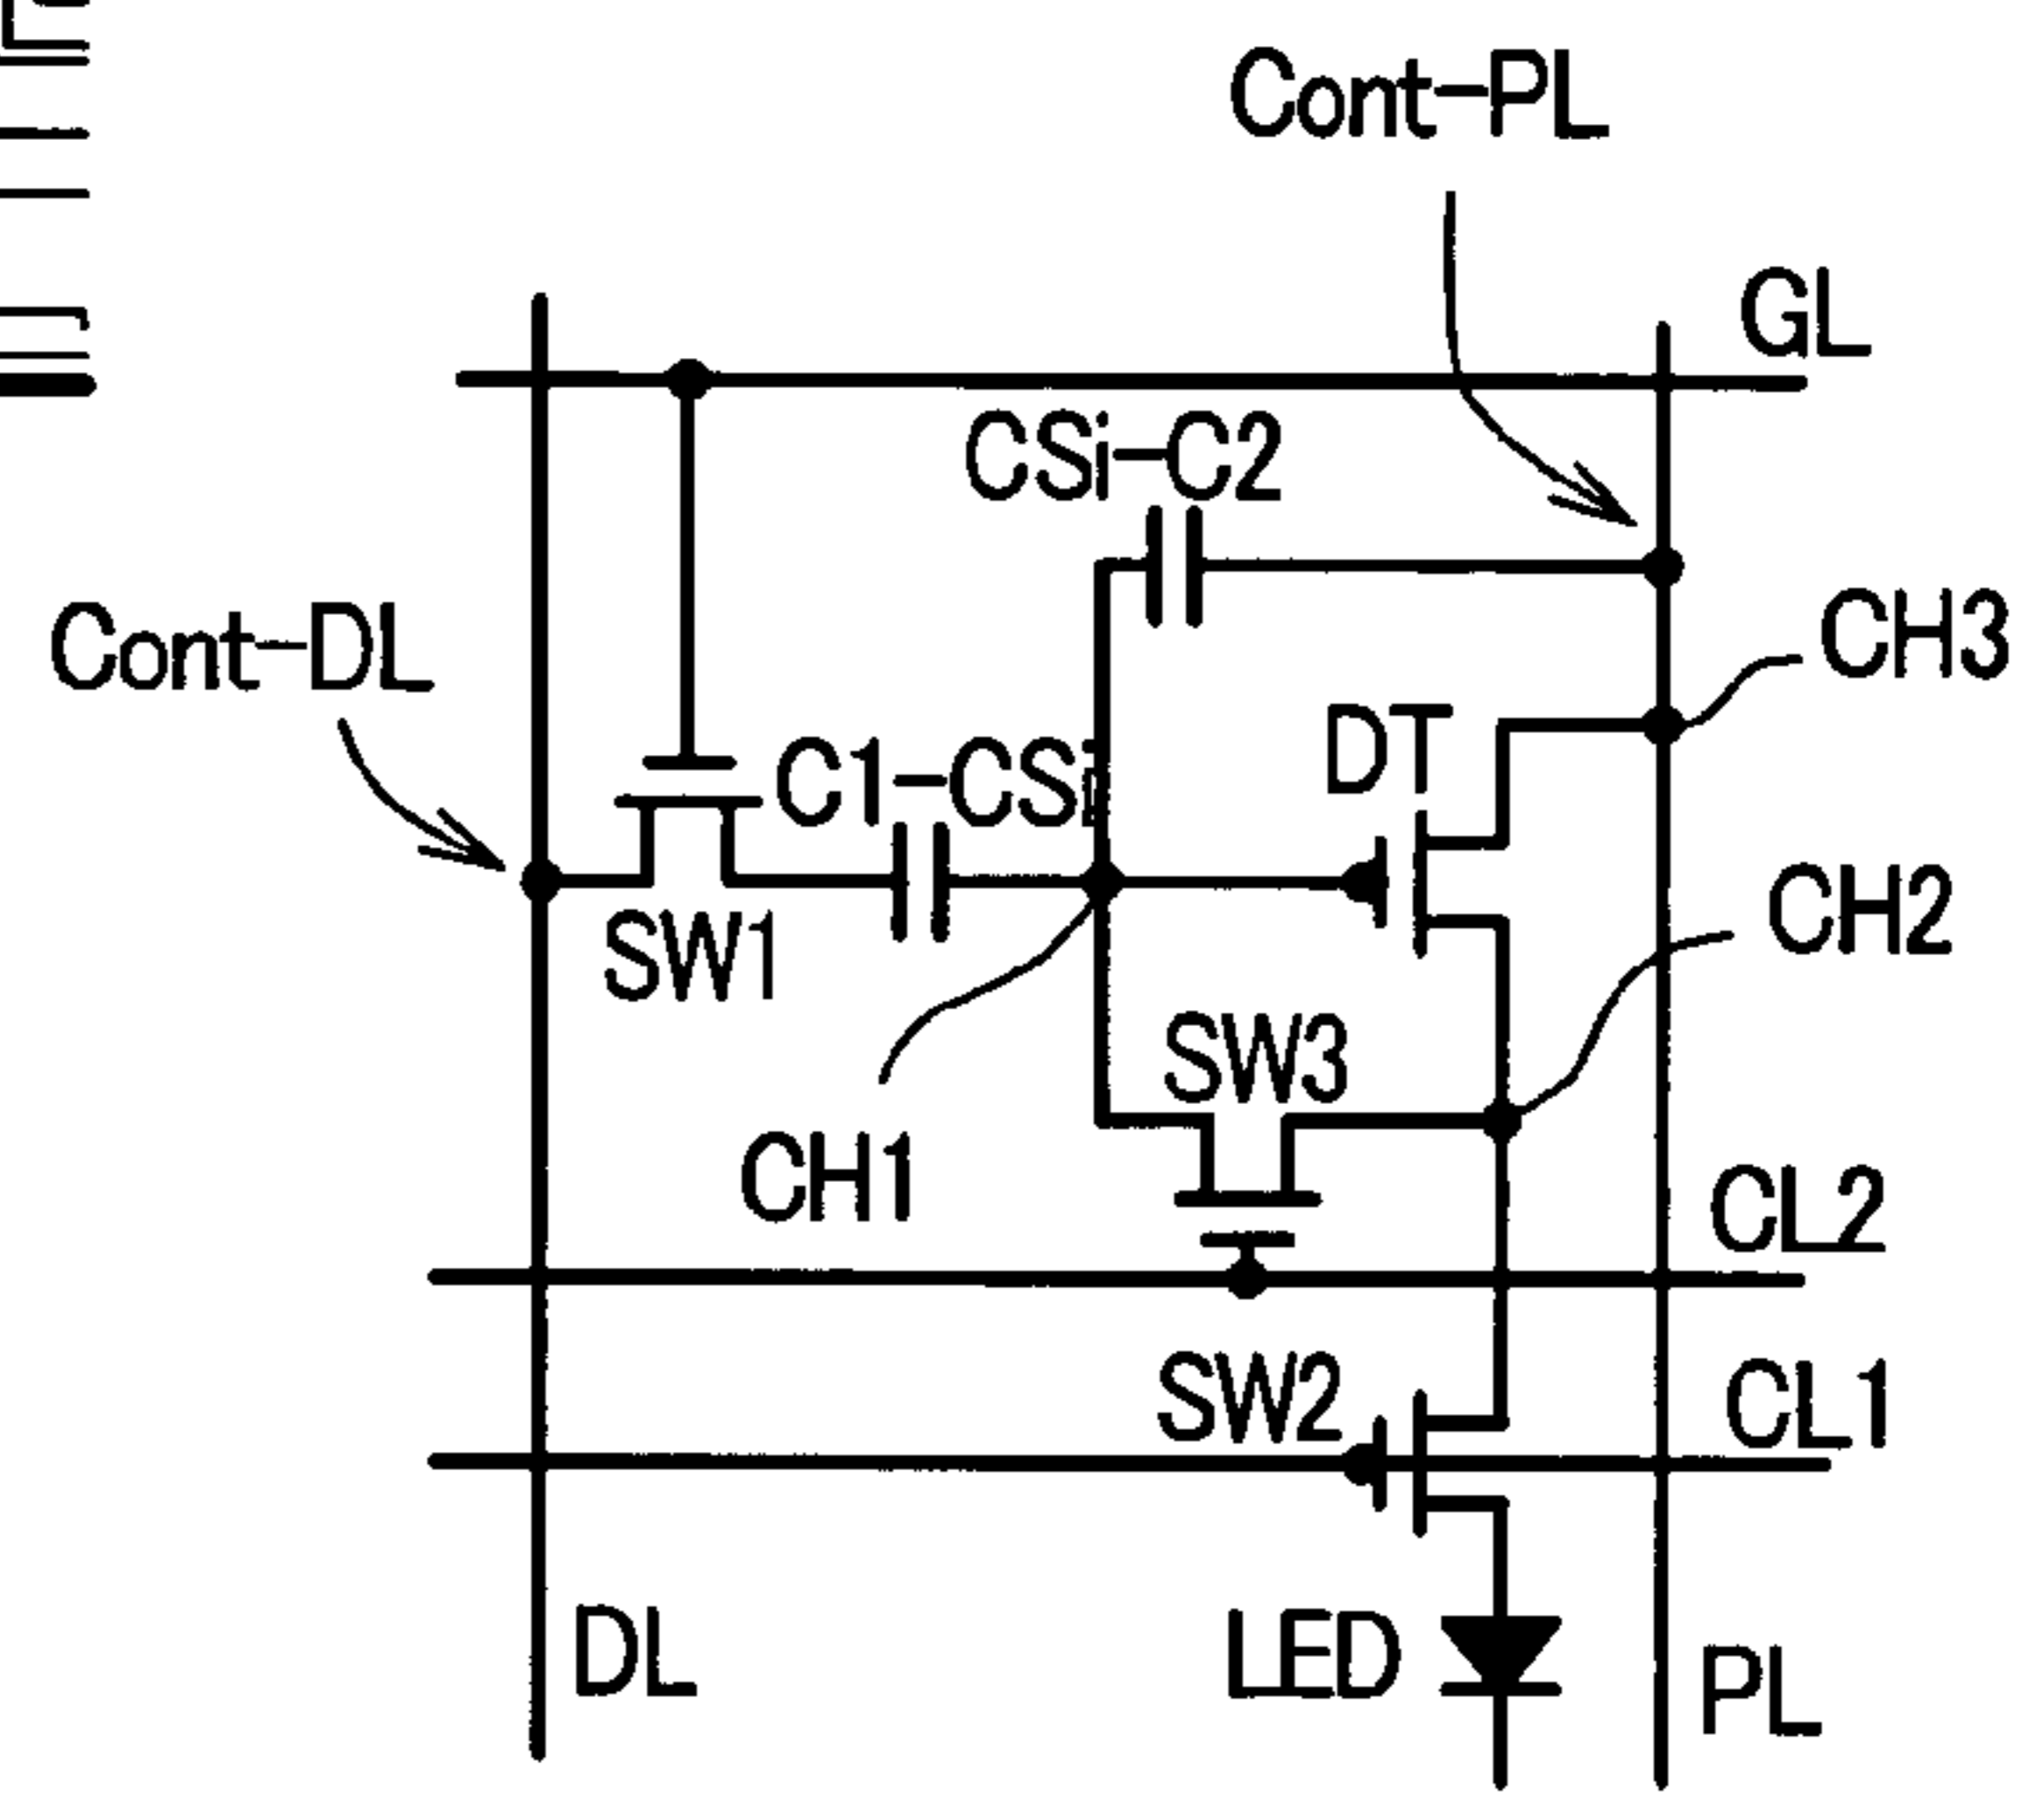 Cont-PL
GL
CSi-C2
Cont-DL
CH3
DT
C1-CSi
CH2
SW1
SW3
CH1
CL2
SW2
CL1
DL
LED
PL